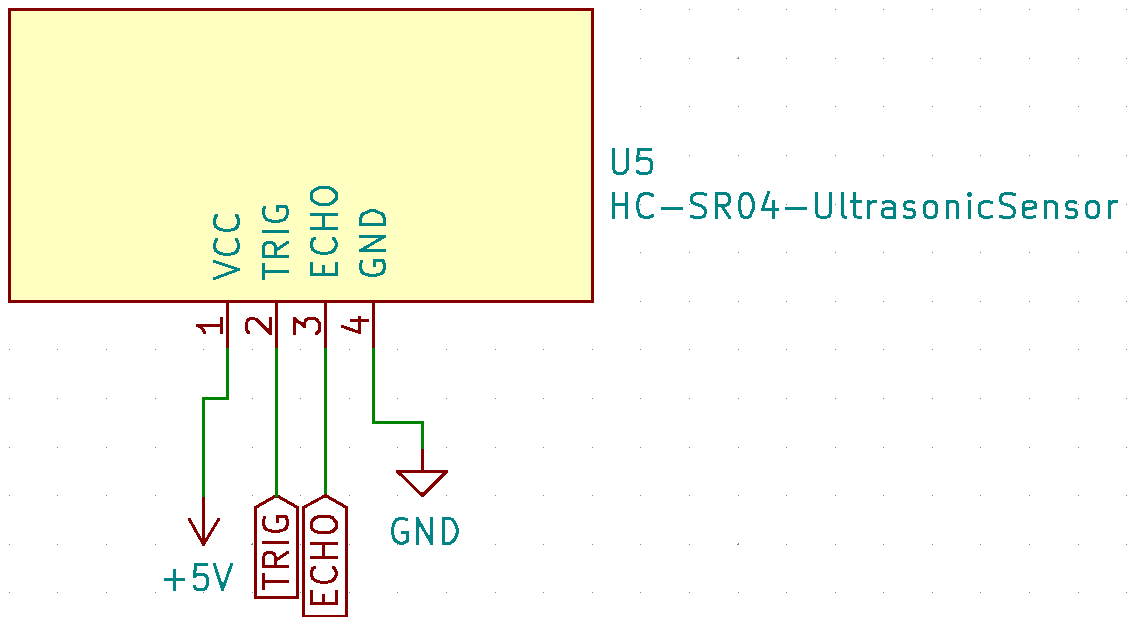 U5
HC-SR04-UltrasonicSensor
VCC
TRIG
ECHO
GND
1
2
3
4
+5V
TRIG
ECHO
GND